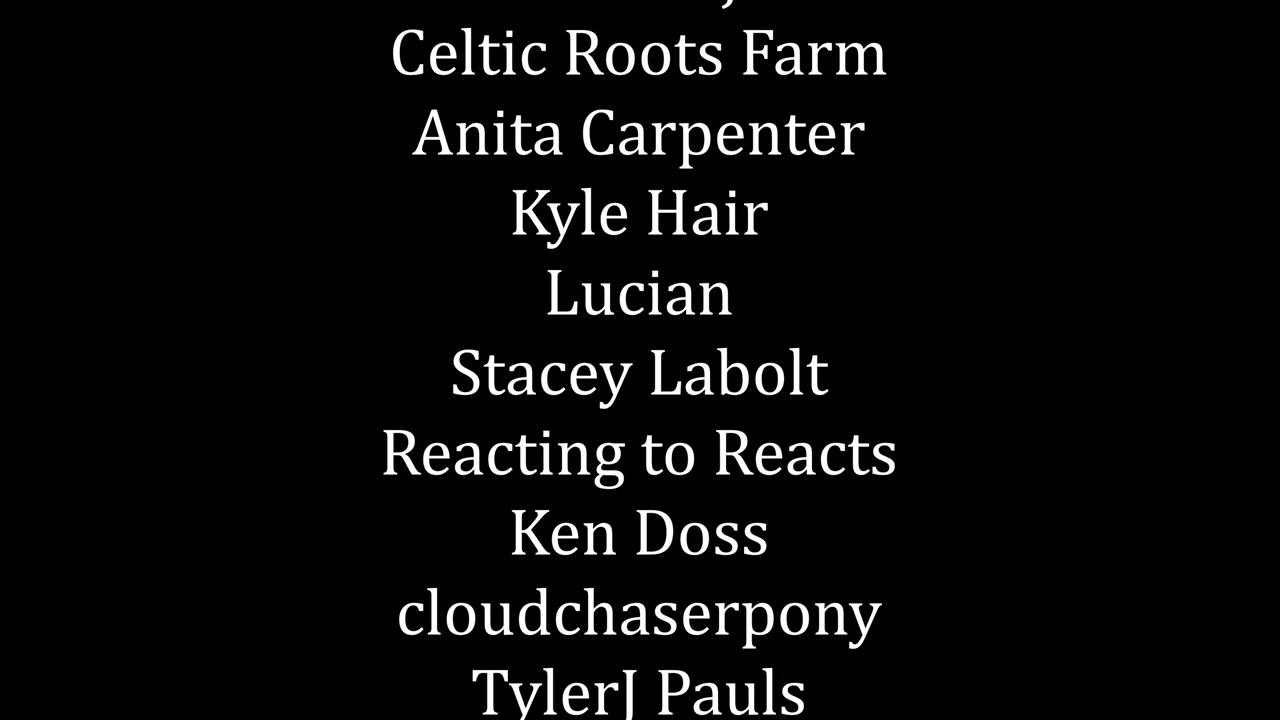 Celtic Roots Farm
Anita Carpenter
Kyle Hair
Lucian
Stacey Labolt
Reacting to Reacts
Ken Doss
cloudchaserpony
TylerJ Pauls